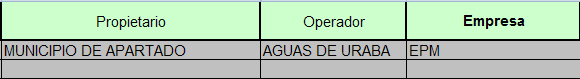 Propietario Operador Empresa
MUNICIPIO DE APARTADO AGUAS DE URABA EPM